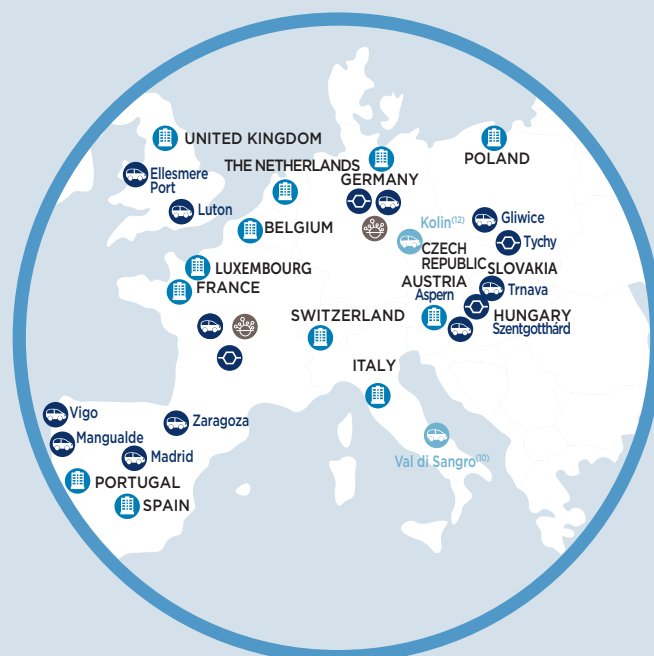 UNITED KINGDOM
THE NETHERLANDS
POLAND
Ellesmere
Port
GERMANY
Luton
Kolin(12)
Gliwice
BELGIUM
Tychy
CZECH
REPUBLIC
SLOVAKIA
LUXEMBOURG
FRANCE
AUSTRIA
Aspern
Trnava
SWITZERLAND
HUNGARY
Szentgotthárd
ITALY
Vigo
Zaragoza
Mangualde
Madrid
Val di Sangro(10)
PORTUGAL
SPAIN